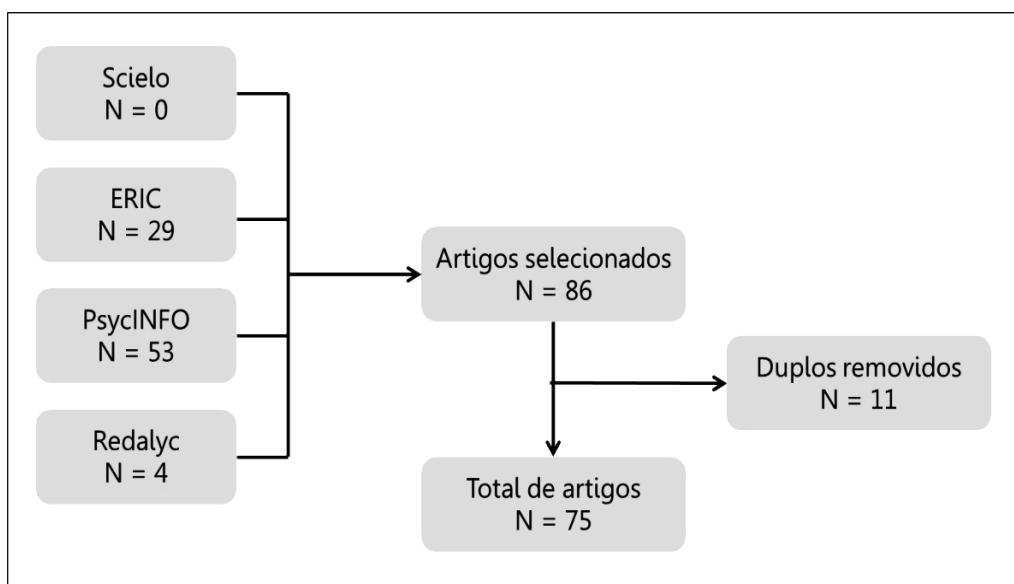 Scielo
N = 0
ERIC
N = 29
PsycINFO
N = 53
Redalyc
N = 4
Artigos selecionados
N = 86
Duplos removidos
N = 11
Total de artigos
N = 75